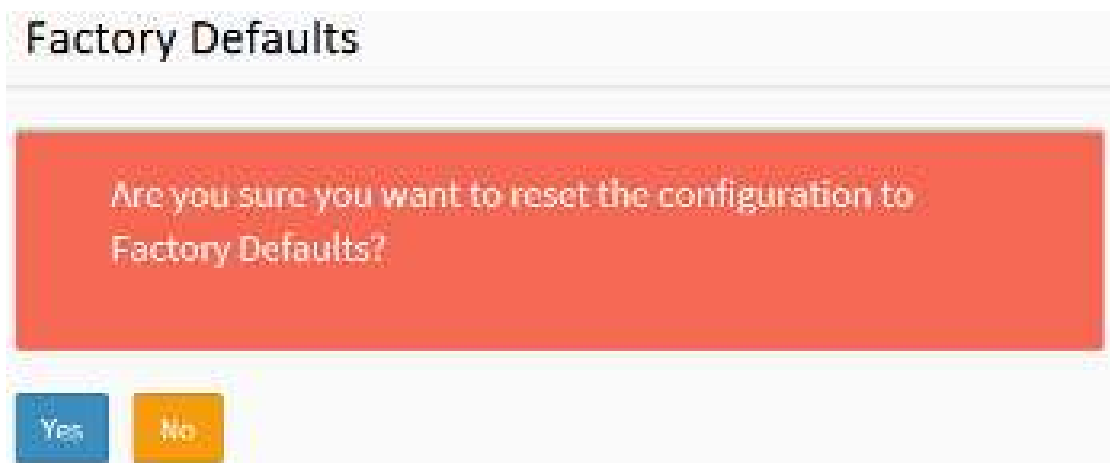 Factory Defaults
Are you sure you want to reset the configuration to
Factory Defaults?
Yes No